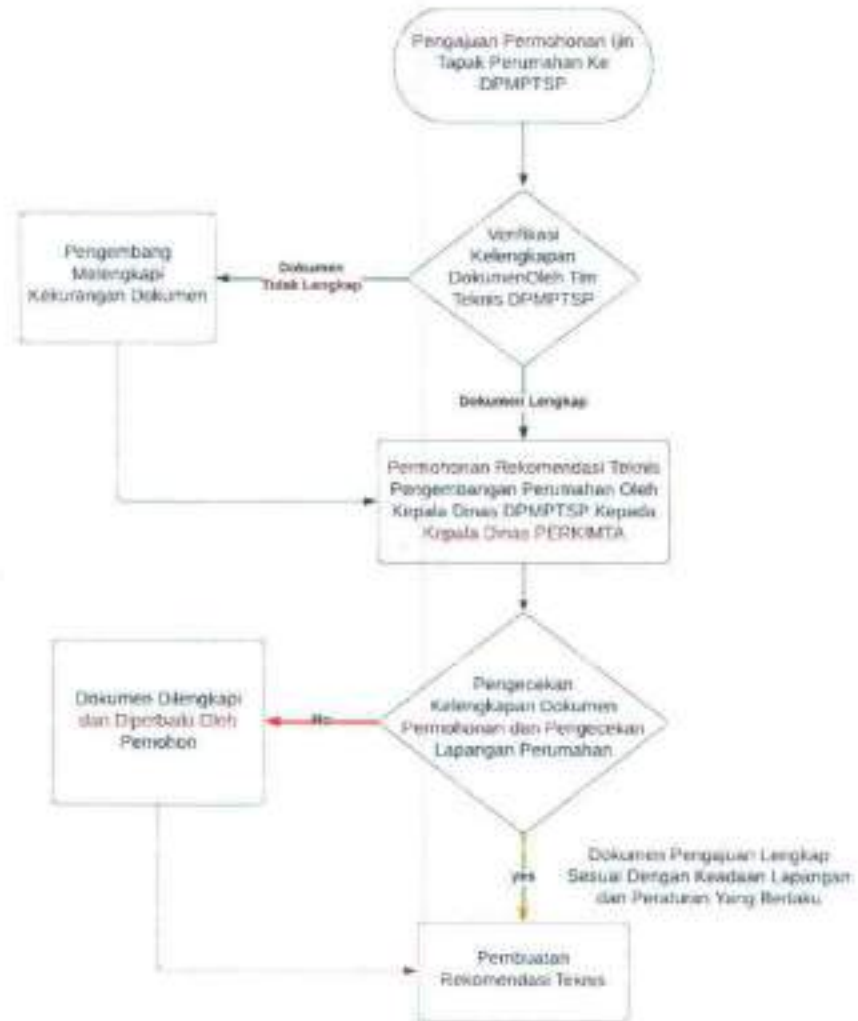 Pengajuan Permohonan Ijin
Tapak Perumahan Ke
DPMPTSP
Verifikasi
Kelengkapan
DokumenOleh Tim
Teknis DPMPTSP
Dokumen
Tidak Lengkap
Pengembang
Melengkapi
Kekurangan Dokumen
Dokumen Lengkap
Permohonan Rekomendasi Teknis
Pengembangan Perumahan Oleh
Kepala Dinas DPMPTSP Kepada
Kepala Dinas PERKIMTA
Pengecekan
Kelengkapan Dokumen
Permohonan dan Pengecekan
Lapangan Perumahan
No
Dokumen Dilengkapi
dan Diperbaiki Oleh
Pemohon
yes
Dokumen Pengajuan Lengkap
Sesuai Dengan Keadaan Lapangan
dan Peraturan Yang Berlaku
Pembuatan
Rekomendasi Teknis